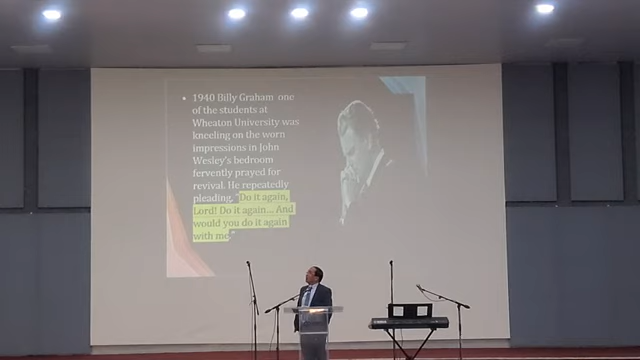 • 1940 Billy Graham one
of the students at
Wheaton University was
kneeling on the worn
impressions in John
Wesley's bedroom
fervently prayed for
revival. He repeatedly
pleading, "Do it again,
Lord! Do it again... And
would you do it again
with me."